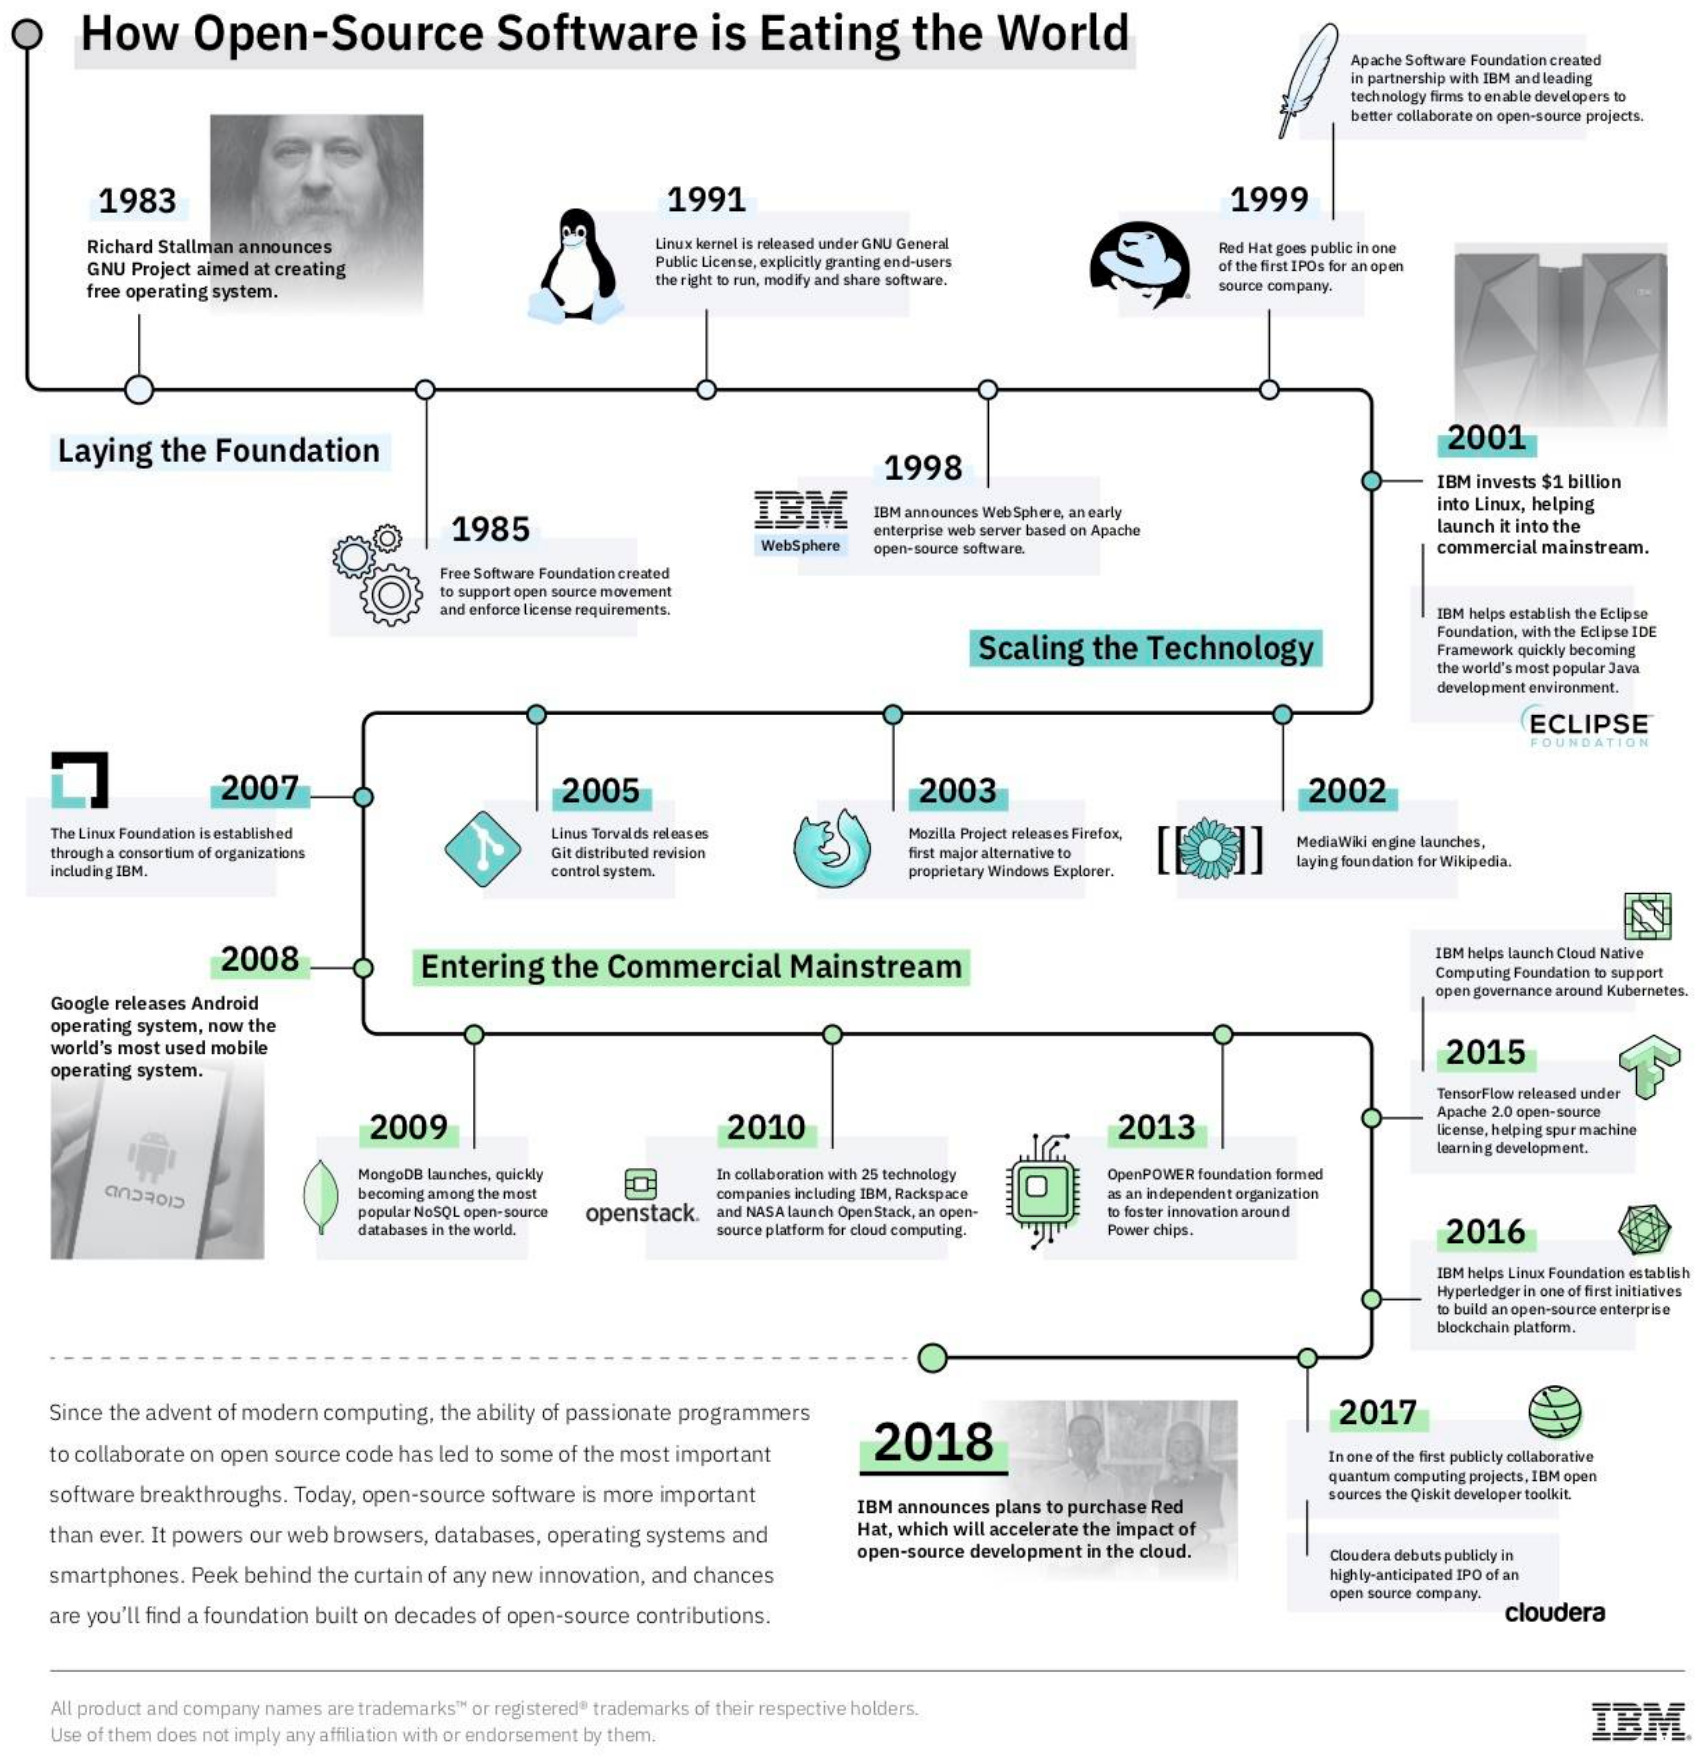 How Open-Source Software is Eating the World
Apache Software Foundation created
in partnership with IBM and leading
technology firms to enable developers to
better collaborate on open-source projects.
1983
Richard Stallman announces
GNU Project aimed at creating
free operating system.
1991
Linux kernel is released under GNU General
Public License, explicitly granting end-users
the right to run, modify and share software.
1999
Red Hat goes public in one
of the first IPOs for an open
source company.
Laying the Foundation
1985
Free Software Foundation created
to support open source movement
and enforce license requirements.
IBM
WebSphere
1998
IBM announces WebSphere, an early
enterprise web server based on Apache
open-source software.
IBM
2001
IBM invests $1 billion
into Linux, helping
launch it into the
commercial mainstream.
IBM helps establish the Eclipse
Foundation, with the Eclipse IDE
Framework quickly becoming
the world's most popular Java
development environment.
ECLIPSE
FOUNDATION
Scaling the Technology
2002
MediaWiki engine launches,
laying foundation for Wikipedia.
2003
Mozilla Project releases Firefox,
first major alternative to
proprietary Windows Explorer.
2005
Linus Torvalds releases
Git distributed revision
control system.
2007
The Linux Foundation is established
through a consortium of organizations
including IBM.
2008
Google releases Android
operating system, now the
world's most used mobile
operating system.
ANDROID
Entering the Commercial Mainstream
2009
MongoDB launches, quickly
becoming among the most
popular NoSQL open-source
databases in the world.
openstack.
2010
In collaboration with 25 technology
companies including IBM, Rackspace
and NASA launch OpenStack, an open-
source platform for cloud computing.
2013
OpenPOWER foundation formed
as an independent organization
to foster innovation around
Power chips.
IBM helps launch Cloud Native
Computing Foundation to support
open governance around Kubernetes.
2015
TensorFlow released under
Apache 2.0 open-source
license, helping spur machine
learning development.
2016
IBM helps Linux Foundation establish
Hyperledger in one of first initiatives
to build an open-source enterprise
blockchain platform.
2017
In one of the first publicly collaborative
quantum computing projects, IBM open
sources the Qiskit developer toolkit.
Cloudera debuts publicly in
highly-anticipated IPO of an
open source company.
cloudera
2018
IBM announces plans to purchase Red
Hat, which will accelerate the impact of
open-source development in the cloud.
Since the advent of modern computing, the ability of passionate programmers
to collaborate on open source code has led to some of the most important
software breakthroughs. Today, open-source software is more important
than ever. It powers our web browsers, databases, operating systems and
smartphones. Peek behind the curtain of any new innovation, and chances
are you'll find a foundation built on decades of open-source contributions.
All product and company names are trademarks™ or registered® trademarks of their respective holders.
Use of them does not imply any affiliation with or endorsement by them.
IBM®